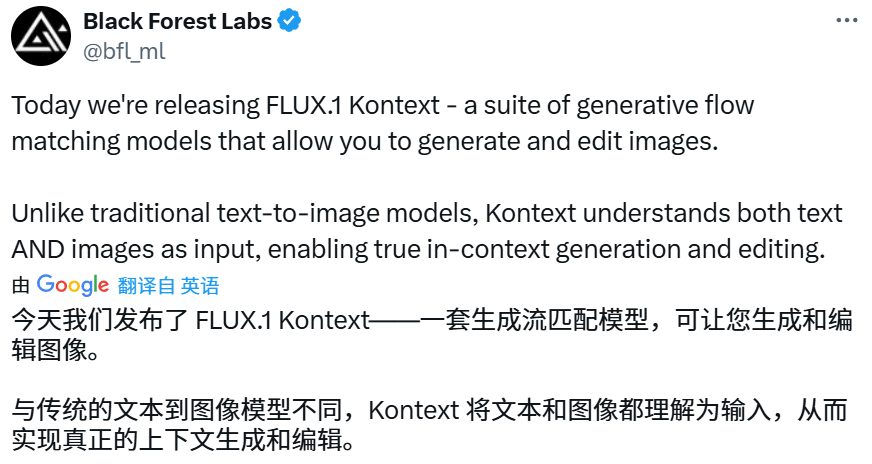 Black Forest Labs
@bfl_ml
Today we're releasing FLUX.1 Kontext - a suite of generative flow
matching models that allow you to generate and edit images.
Unlike traditional text-to-image models, Kontext understands both text
AND images as input, enabling true in-context generation and editing.
由 Google 翻译自 英语
今天我们发布了 FLUX.1 Kontext——一套生成流匹配模型，可让您生成和编
辑图像。
与传统的文本到图像模型不同，Kontext 将文本和图像都理解为输入，从而
实现真正的上下文生成和编辑。